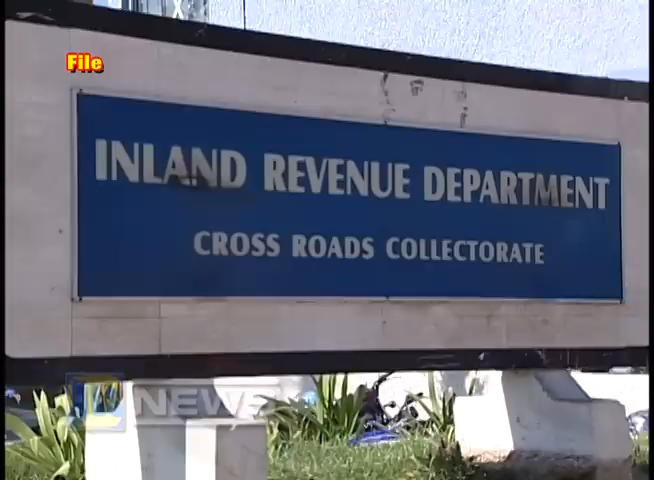 File
INLAND REVENUE DEPARTMENT
CROSS ROADS COLLECTORATE
NEWS